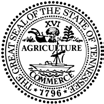 THE GREAT SEAL OF THE STATE OF TENNESSEE
XVI
AGRICULTURE
COMMERCE
1796